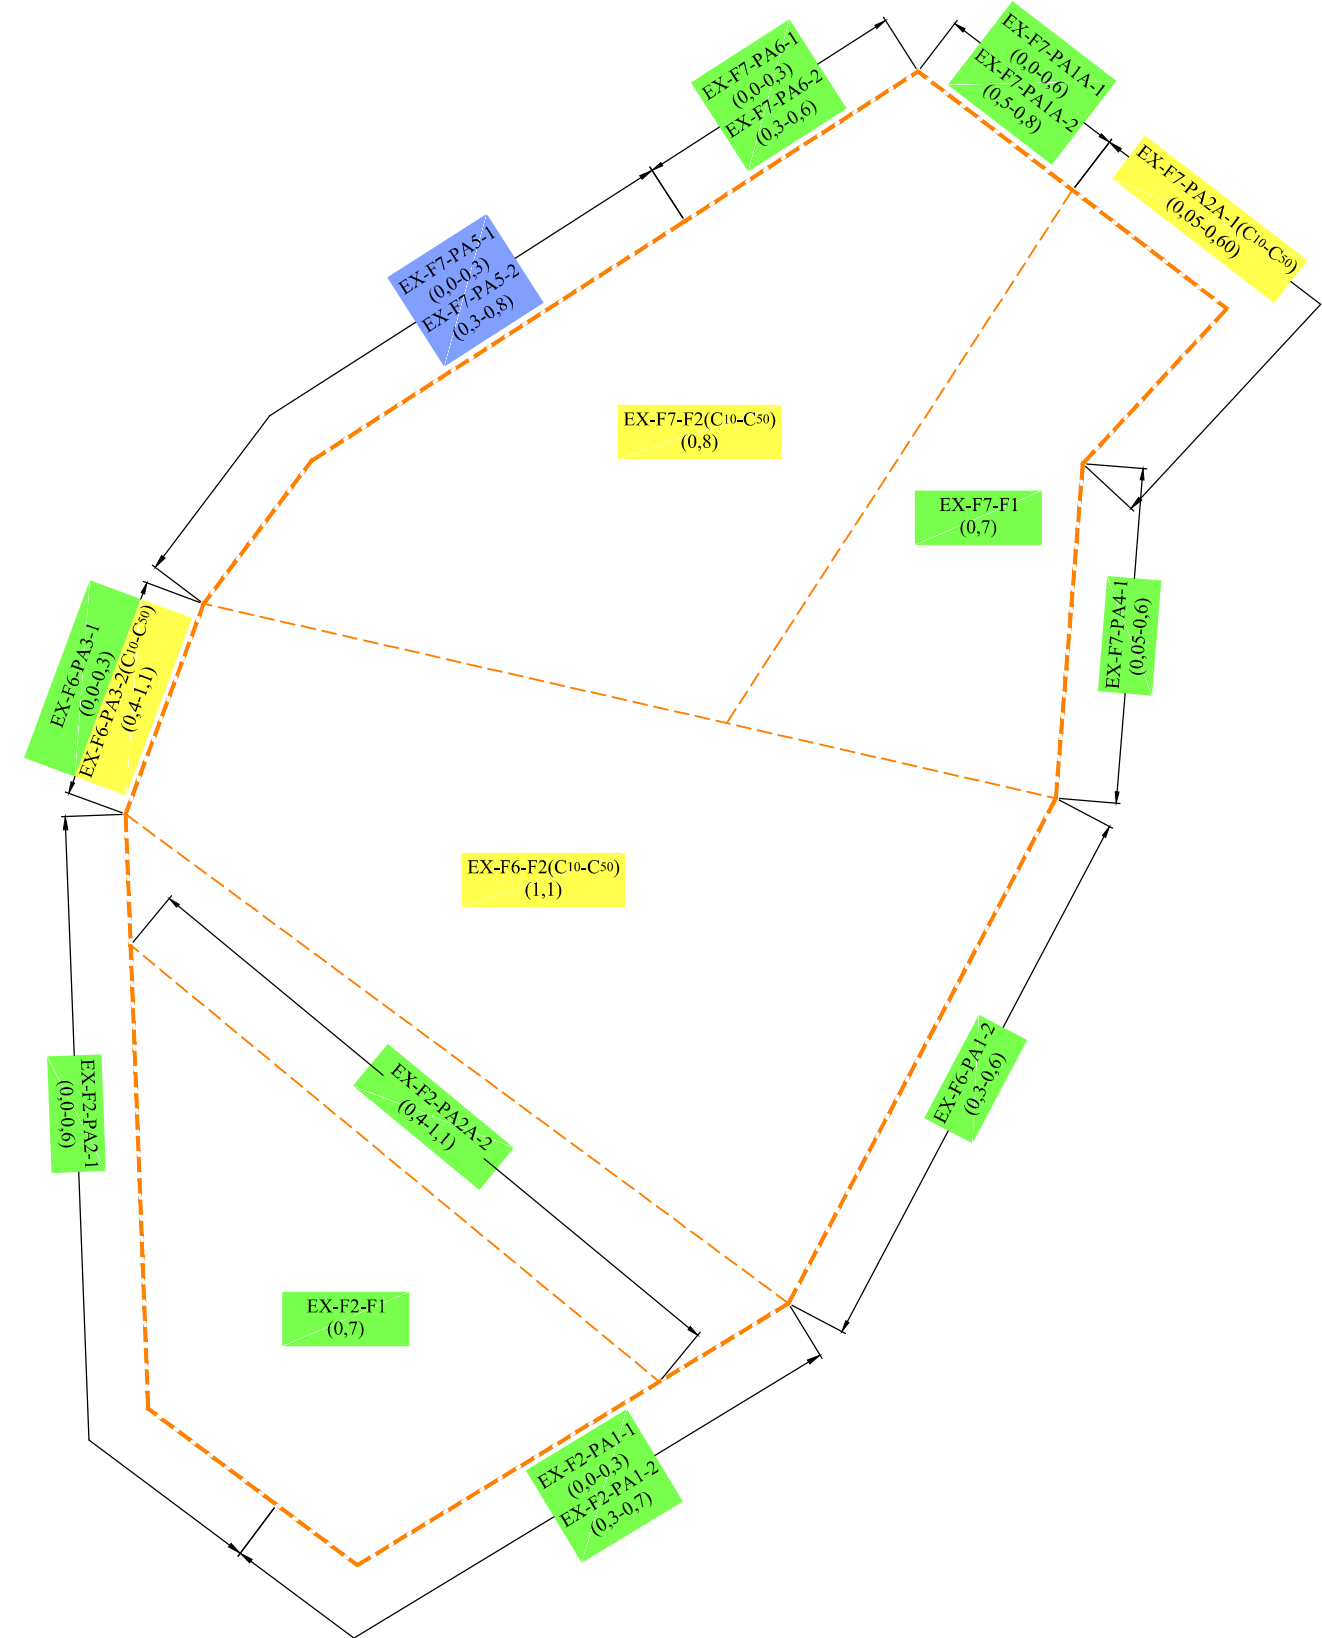 EX-F7-PA6-1
(0,0-0,3)
EX-F7-PA6-2
(0,3-0,6)
EX-F7-PA1A-1
(0,0-0,6)
EX-F7-PA1A-2
(0,5-0,8)
EX-F7-PA2A-1(C10-C50)
(0,05-0,60)
EX-F7-PA5-1
(0,0-0,3)
EX-F7-PA5-2
(0,3-0,8)
EX-F7-F2(C10-C50)
(0,8)
EX-F7-F1
(0,7)
EX-F7-PA4-1
(0,05-0,6)
EX-F6-PA3-1
(0,0-0,3)
EX-F6-PA3-2(C10-C50)
(0,4-1,1)
EX-F6-F2(C10-C50)
(1,1)
EX-F6-PA1-2
(0,3-0,6)
EX-F2-PA2-1
(0,0-0,6)
EX-F2-PA2A-2
(0,4-1,1)
EX-F2-F1
(0,7)
EX-F2-PA1-1
(0,0-0,3)
EX-F2-PA1-2
(0,3-0,7)